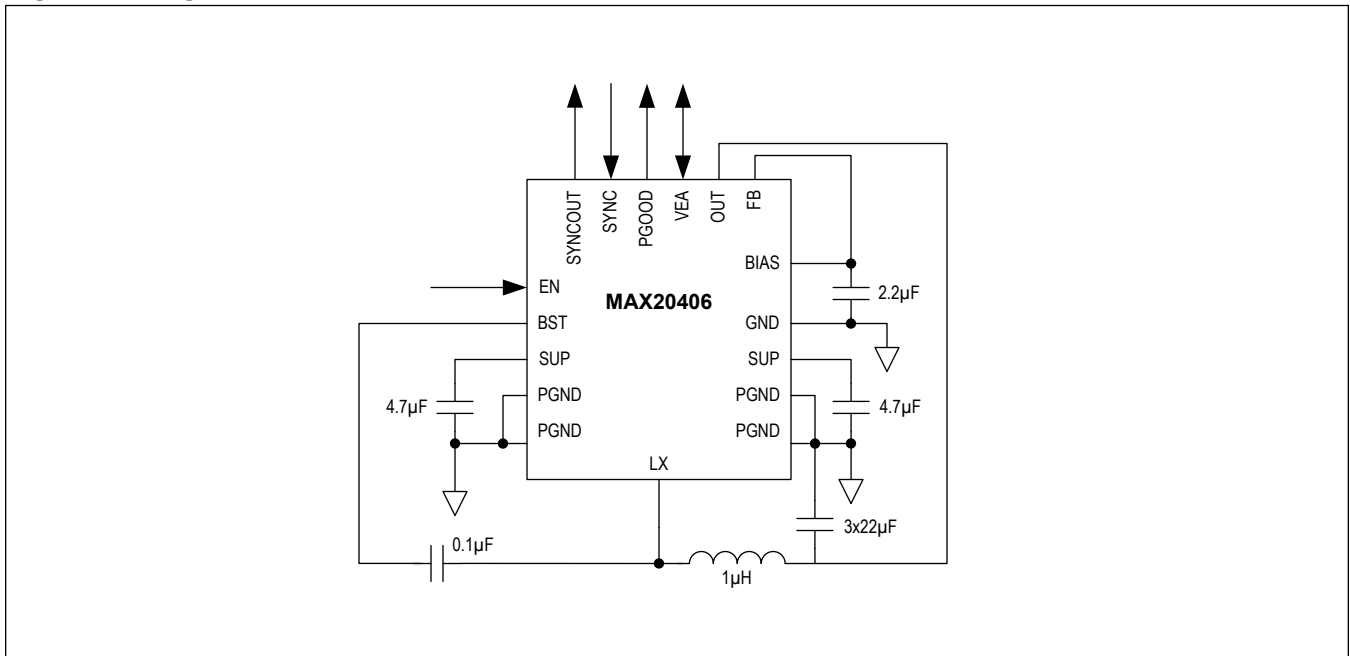 SYNCOUT
SYNC
PGOOD
VEA
OUT
FB
BIAS
EN
2.2µF
MAX20406
BST
GND
SUP
SUP
4.7µF
PGND
PGND
4.7µF
PGND
PGND
LX
3x22µF
0.1µF
1µH